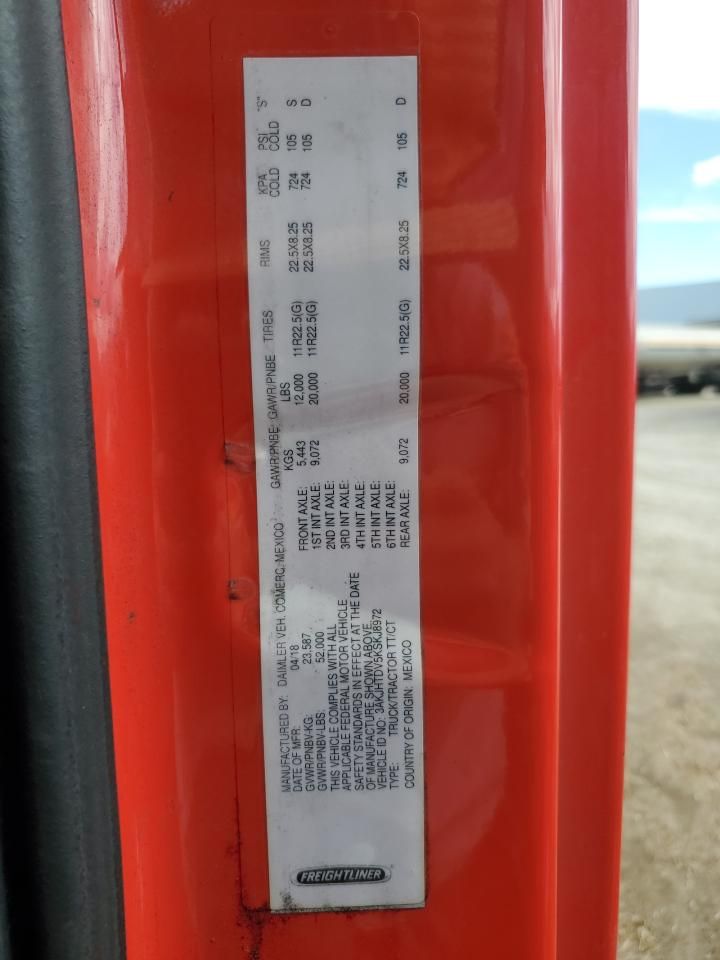 FREIGHTLINER
MANUFACTURED BY: DAIMLER VEH. COMERC. MEXICO
DATE OF MFR: 04/18
GVWR/PNBV-KG: 23,587
GVWR/PNBV-LBS: 52,000
THIS VEHICLE COMPLIES WITH ALL
APPLICABLE FEDERAL MOTOR VEHICLE
SAFETY STANDARDS IN EFFECT AT THE DATE
OF MANUFACTURE SHOWN ABOVE.
VEHICLE ID NO: 3AKJHTDV5KSKJ8972
TYPE: TRUCK/TRACTOR TT/CT
COUNTRY OF ORIGIN: MEXICO
GAWR/PNBE GAWR/PNBE TIRES RIMS KPA PSI "S"
KGS LBS COLD COLD
FRONT AXLE: 5,443 12,000 11R22.5(G) 22.5X8.25 724 105 S
1ST INT AXLE: 9,072 20,000 11R22.5(G) 22.5X8.25 724 105 D
2ND INT AXLE:
3RD INT AXLE:
4TH INT AXLE:
5TH INT AXLE:
6TH INT AXLE:
REAR AXLE: 9,072 20,000 11R22.5(G) 22.5X8.25 724 105 D